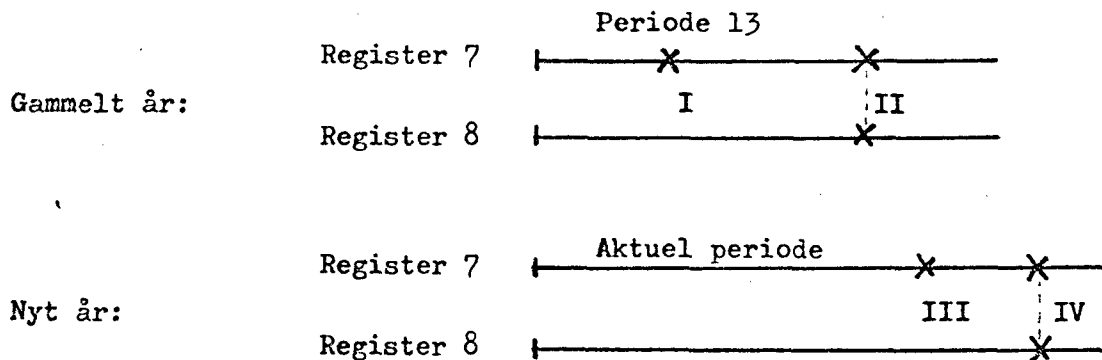 Periode 13
Register 7
Gammelt år: I II
Register 8
Register 7 Aktuel periode
Nyt år: III IV
Register 8